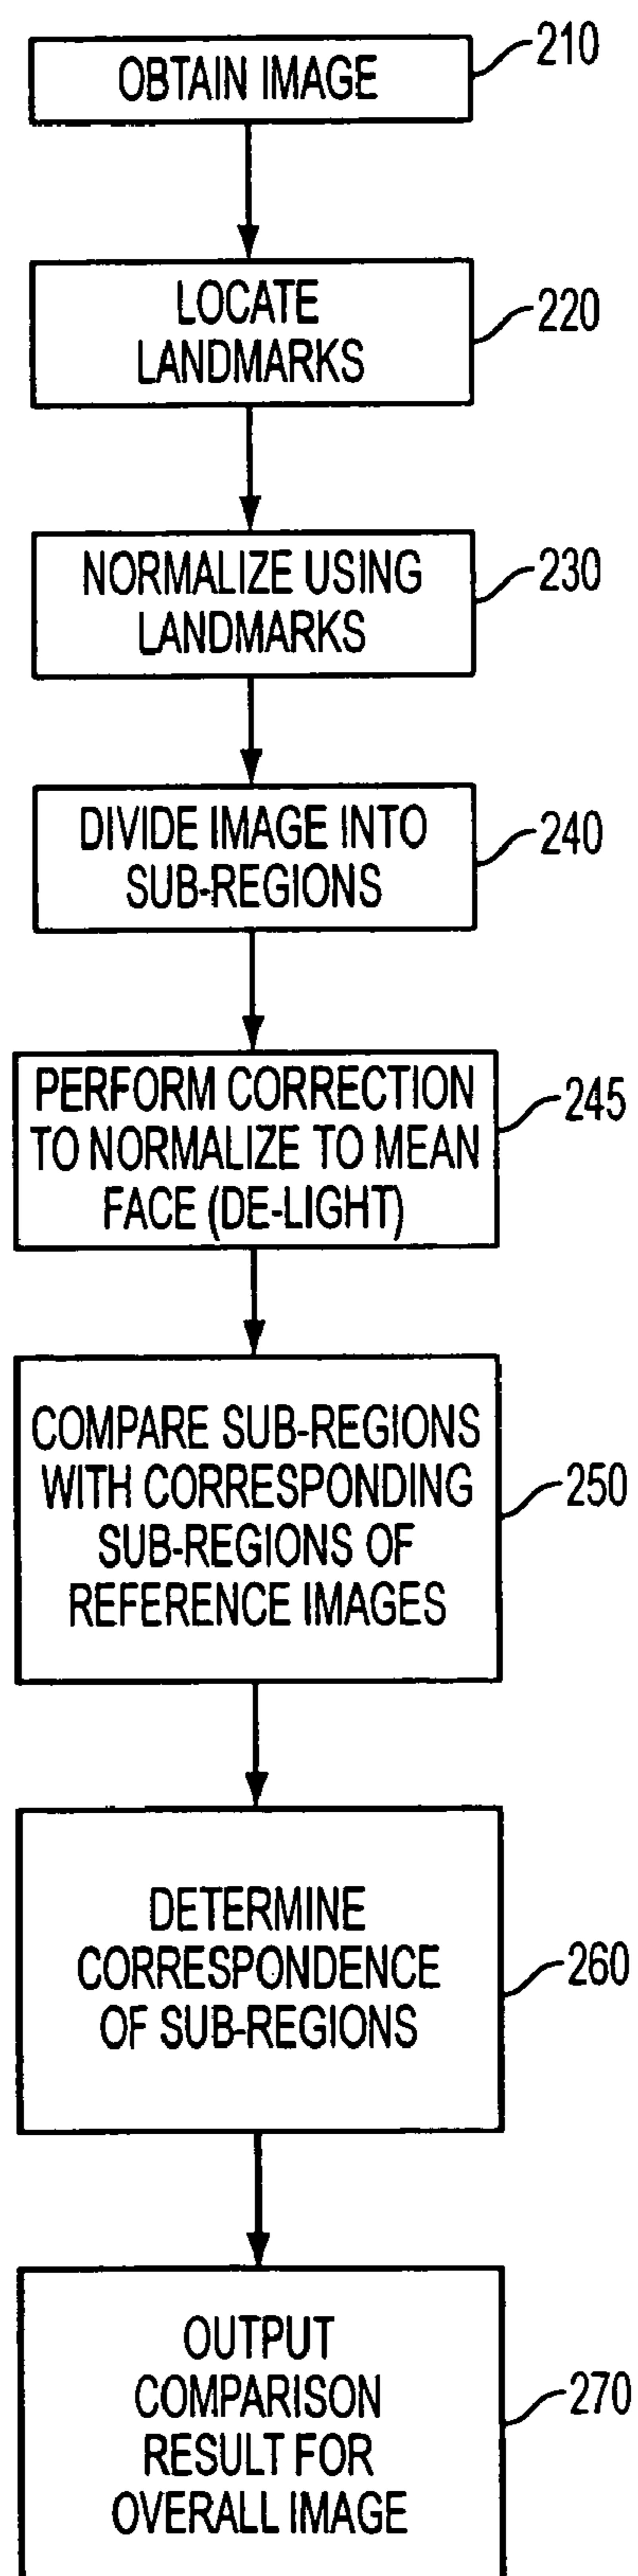 OBTAIN IMAGE
210
LOCATE
LANDMARKS
220
NORMALIZE USING
LANDMARKS
230
DIVIDE IMAGE INTO
SUB-REGIONS
240
PERFORM CORRECTION
TO NORMALIZE TO MEAN
FACE (DE-LIGHT)
245
COMPARE SUB-REGIONS
WITH CORRESPONDING
SUB-REGIONS OF
REFERENCE IMAGES
250
DETERMINE
CORRESPONDENCE
OF SUB-REGIONS
260
OUTPUT
COMPARISON
RESULT FOR
OVERALL IMAGE
270